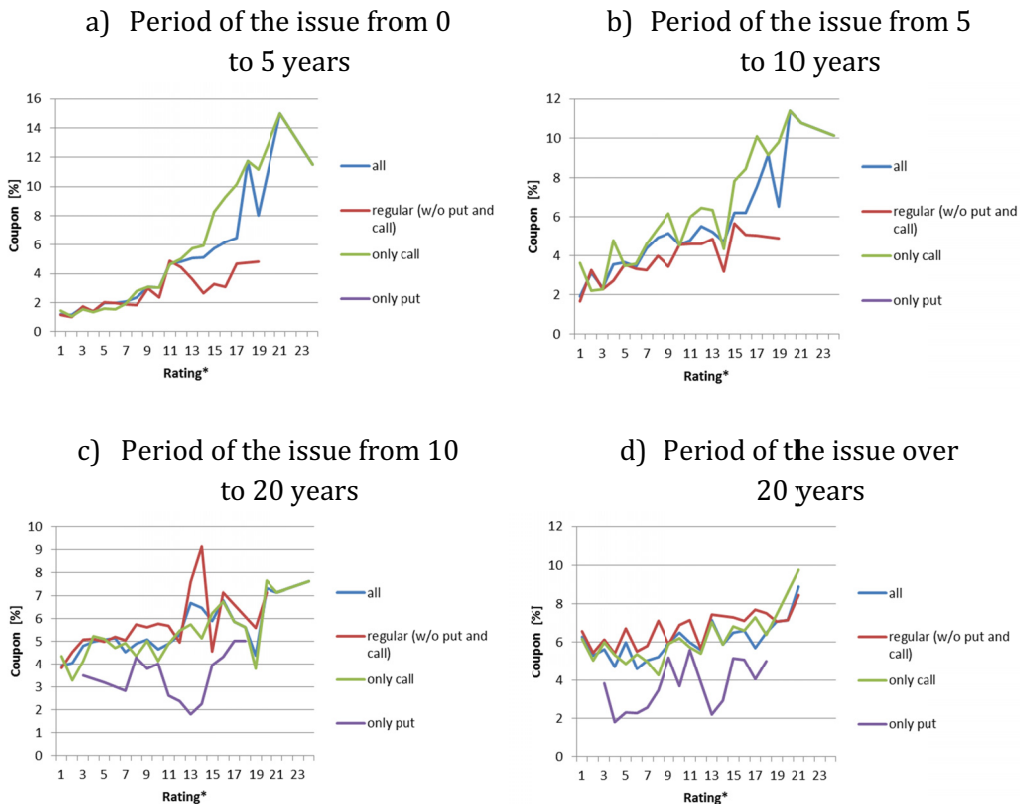 a) Period of the issue from 0
to 5 years
16
14
12
10
8
6
4
2
0
Coupon [%]
1 3 5 7 9 11 13 15 17 19 21 23
Rating*
all
regular (w/o put and
call)
only call
only put
b) Period of the issue from 5
to 10 years
12
10
8
6
4
2
0
Coupon [%]
1 3 5 7 9 11 13 15 17 19 21 23
Rating*
all
regular (w/o put and
call)
only call
only put
c) Period of the issue from 10
to 20 years
10
9
8
7
6
5
4
3
2
1
0
Coupon [%]
1 3 5 7 9 11 13 15 17 19 21 23
Rating*
all
regular (w/o put and
call)
only call
only put
d) Period of the issue over
20 years
12
10
8
6
4
2
0
Coupon [%]
1 3 5 7 9 11 13 15 17 19 21 23
Rating*
all
regular (w/o put and
call)
only call
only put